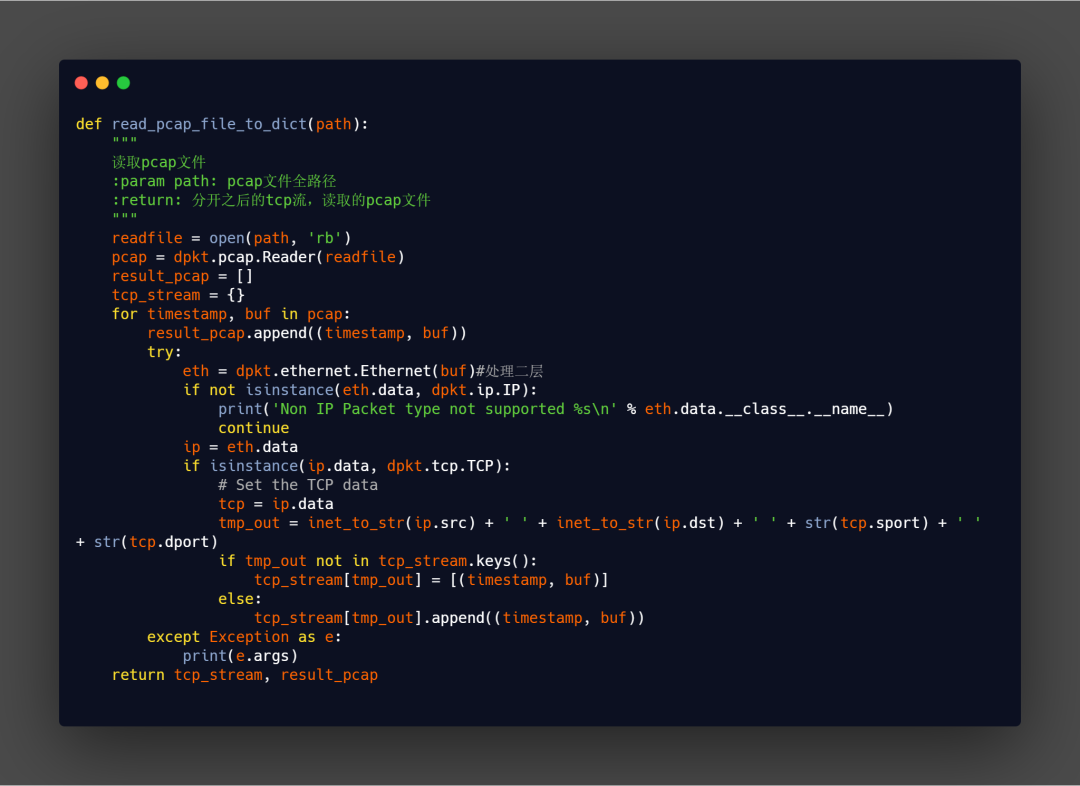 def read_pcap_file_to_dict(path):
    """
    读取pcap文件
    :param path: pcap文件全路径
    :return: 分开之后的tcp流，读取的pcap文件
    """
    readfile = open(path, 'rb')
    pcap = dpkt.pcap.Reader(readfile)
    result_pcap = []
    tcp_stream = {}
    for timestamp, buf in pcap:
        result_pcap.append((timestamp, buf))
        try:
            eth = dpkt.ethernet.Ethernet(buf)#处理二层
            if not isinstance(eth.data, dpkt.ip.IP):
                print('Non IP Packet type not supported %s\n' % eth.data.__class__.__name__)
                continue
            ip = eth.data
            if isinstance(ip.data, dpkt.tcp.TCP):
                # Set the TCP data
                tcp = ip.data
                tmp_out = inet_to_str(ip.src) + ' ' + inet_to_str(ip.dst) + ' ' + str(tcp.sport) + ' '
+ str(tcp.dport)
                if tmp_out not in tcp_stream.keys():
                    tcp_stream[tmp_out] = [(timestamp, buf)]
                else:
                    tcp_stream[tmp_out].append((timestamp, buf))
        except Exception as e:
            print(e.args)
    return tcp_stream, result_pcap